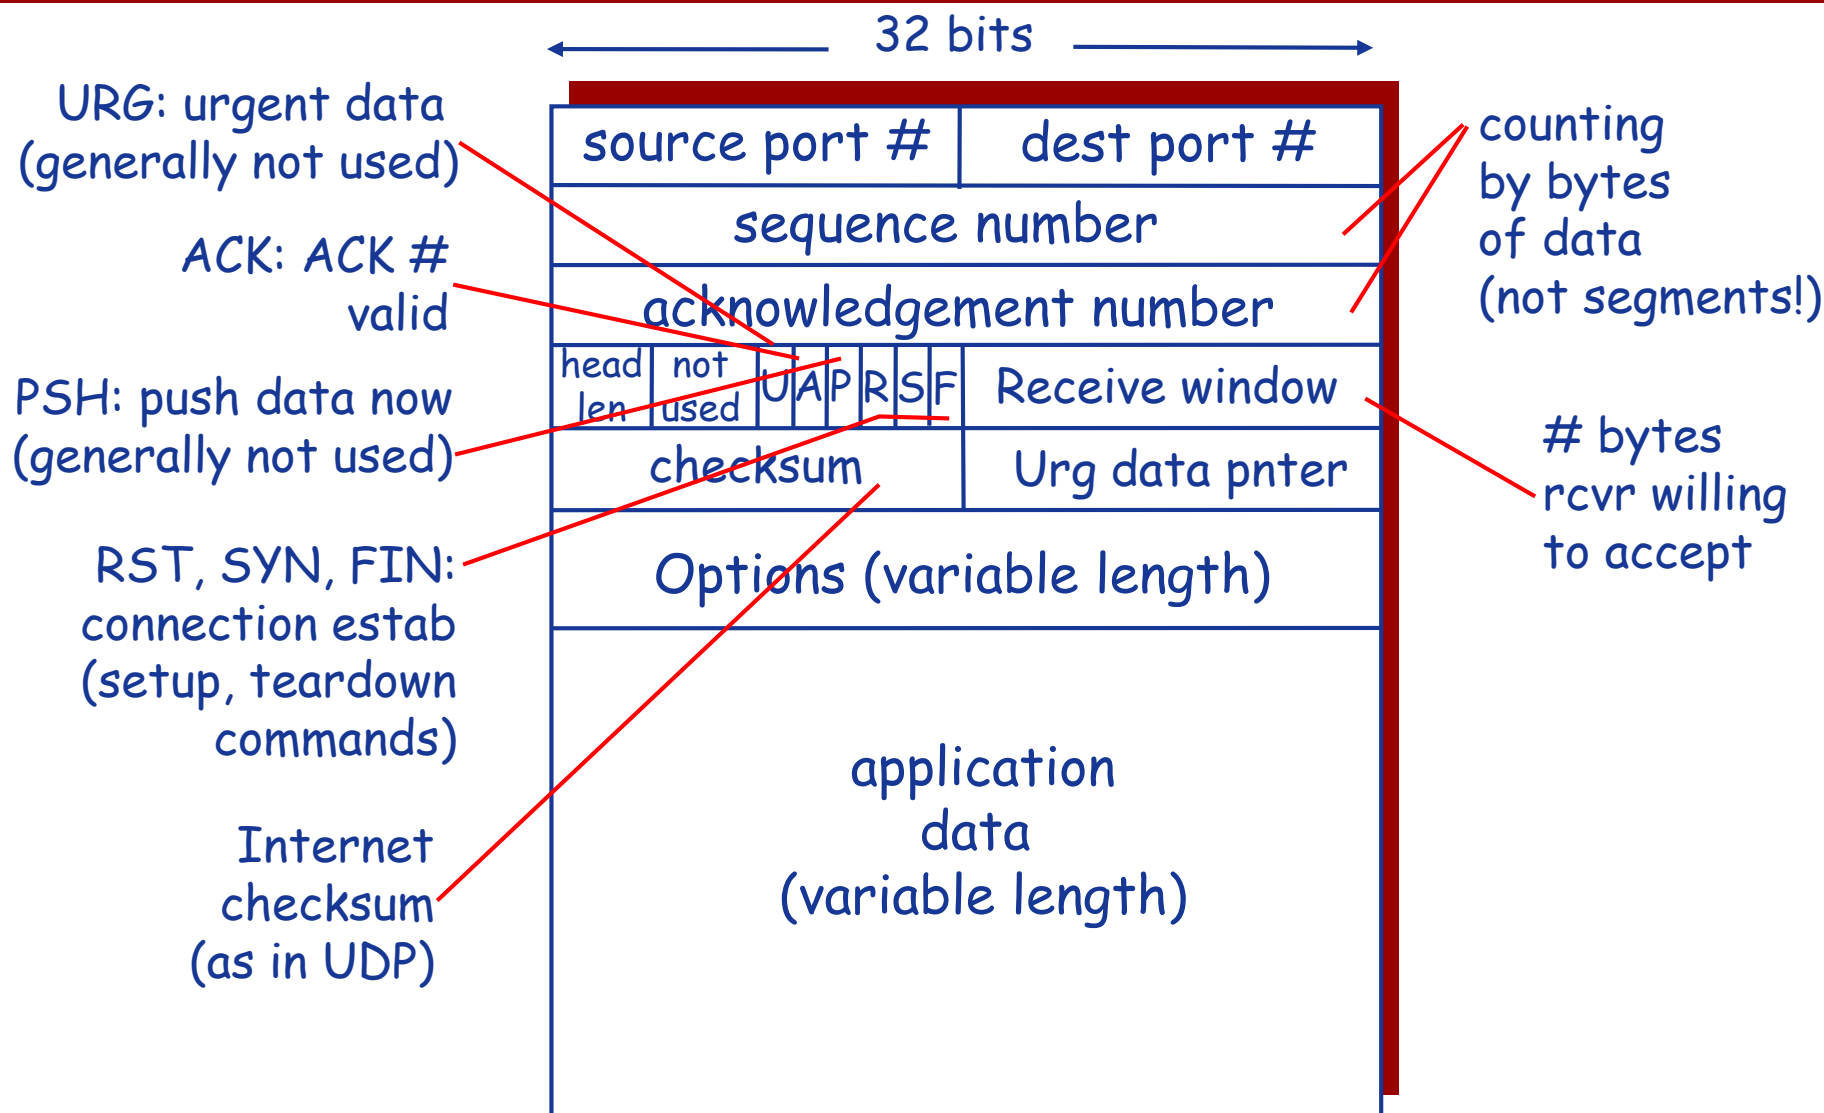 32 bits
URG: urgent data
(generally not used)
ACK: ACK #
valid
PSH: push data now
(generally not used)
RST, SYN, FIN:
connection estab
(setup, teardown
commands)
Internet
checksum
(as in UDP)
source port #
dest port #
sequence number
acknowledgement number
head
len
not
used
U
A
P
R
S
F
Receive window
checksum
Urg data pnter
Options (variable length)
application
data
(variable length)
counting
by bytes
of data
(not segments!)
# bytes
rcvr willing
to accept